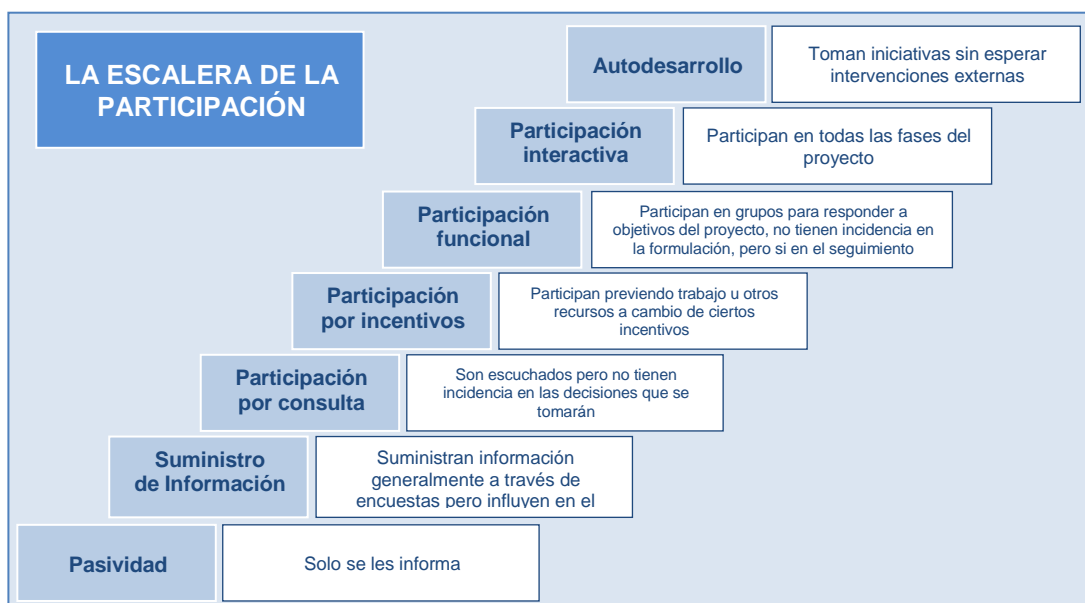 LA ESCALERA DE LA
PARTICIPACIÓN
Autodesarrollo
Toman iniciativas sin esperar
intervenciones externas
Participación
interactiva
Participan en todas las fases del
proyecto
Participación
funcional
Participan en grupos para responder a
objetivos del proyecto, no tienen incidencia en
la formulación, pero si en el seguimiento
Participación
por incentivos
Participan previendo trabajo u otros
recursos a cambio de ciertos
incentivos
Participación
por consulta
Son escuchados pero no tienen
incidencia en las decisiones que se
tomarán
Suministro
de Información
Suministran información
generalmente a través de
encuestas pero influyen en el
Pasividad
Solo se les informa